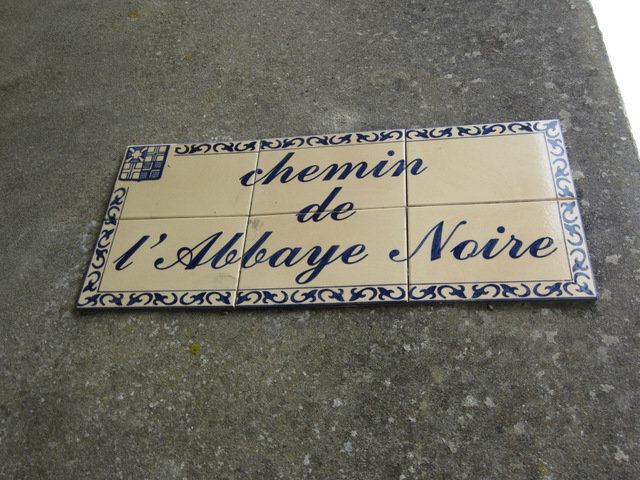 chemin
de
l'Abbaye Noire